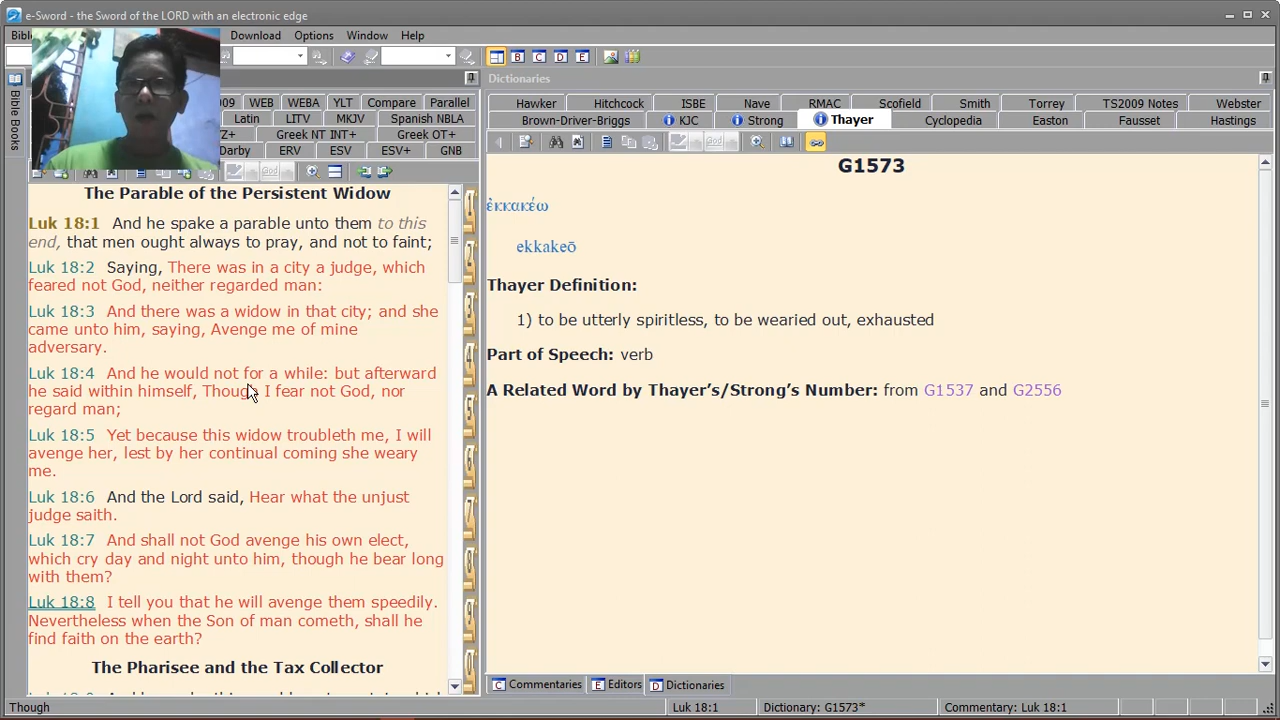 e-Sword - the Sword of the LORD with an electronic edge
Bibl
Download Options Window Help
B C D E
Dictionaries
Bible Books
009 WEB WEBA YLT Compare Parallel
Latin LITV MKJV Spanish NBLA
Z+ Greek NT INT+ Greek OT+
Darby ERV ESV ESV+ GNB
Hawker Hitchcock ISBE Nave RMAC Scofield Smith Torrey TS2009 Notes Webster
Brown-Driver-Briggs KJC Strong Thayer Cyclopedia Easton Fausset Hastings
The Parable of the Persistent Widow
Luk 18:1 And he spake a parable unto them to this
end, that men ought always to pray, and not to faint;
Luk 18:2 Saying, There was in a city a judge, which
feared not God, neither regarded man:
Luk 18:3 And there was a widow in that city; and she
came unto him, saying, Avenge me of mine
adversary.
Luk 18:4 And he would not for a while: but afterward
he said within himself, Though I fear not God, nor
regard man;
Luk 18:5 Yet because this widow troubleth me, I will
avenge her, lest by her continual coming she weary
me.
Luk 18:6 And the Lord said, Hear what the unjust
judge saith.
Luk 18:7 And shall not God avenge his own elect,
which cry day and night unto him, though he bear long
with them?
Luk 18:8 I tell you that he will avenge them speedily.
Nevertheless when the Son of man cometh, shall he
find faith on the earth?
The Pharisee and the Tax Collector
1
2
3
4
5
6
7
8
9
G1573
ἐκκακέω
ekkakeō
Thayer Definition:
1) to be utterly spiritless, to be wearied out, exhausted
Part of Speech: verb
A Related Word by Thayer’s/Strong’s Number: from G1537 and G2556
C Commentaries E Editors D Dictionaries
Though Luk 18:1 Dictionary: G1573* Commentary: Luk 18:1